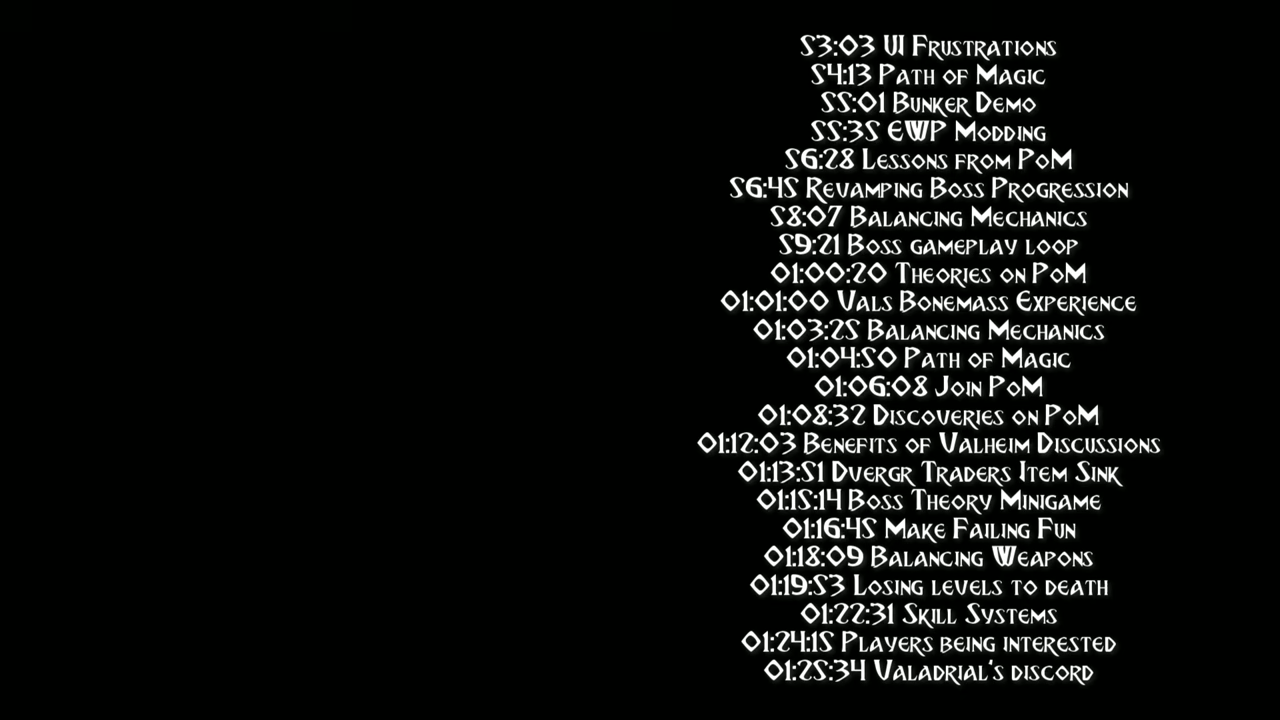 53:03 UI Frustrations
54:13 Path of Magic
55:01 Bunker Demo
55:35 EWP Modding
56:28 Lessons from PoM
56:45 Revamping Boss Progression
58:07 Balancing Mechanics
59:21 Boss gameplay loop
01:00:20 Theories on PoM
01:01:00 Vals Bonemass Experience
01:03:25 Balancing Mechanics
01:04:50 Path of Magic
01:06:08 Join PoM
01:08:32 Discoveries on PoM
01:12:03 Benefits of Valheim Discussions
01:13:51 Dvergr Traders Item Sink
01:15:14 Boss Theory Minigame
01:16:45 Make Failing Fun
01:18:09 Balancing Weapons
01:19:53 Losing levels to death
01:22:31 Skill Systems
01:24:15 Players being interested
01:25:34 Valadrial's discord